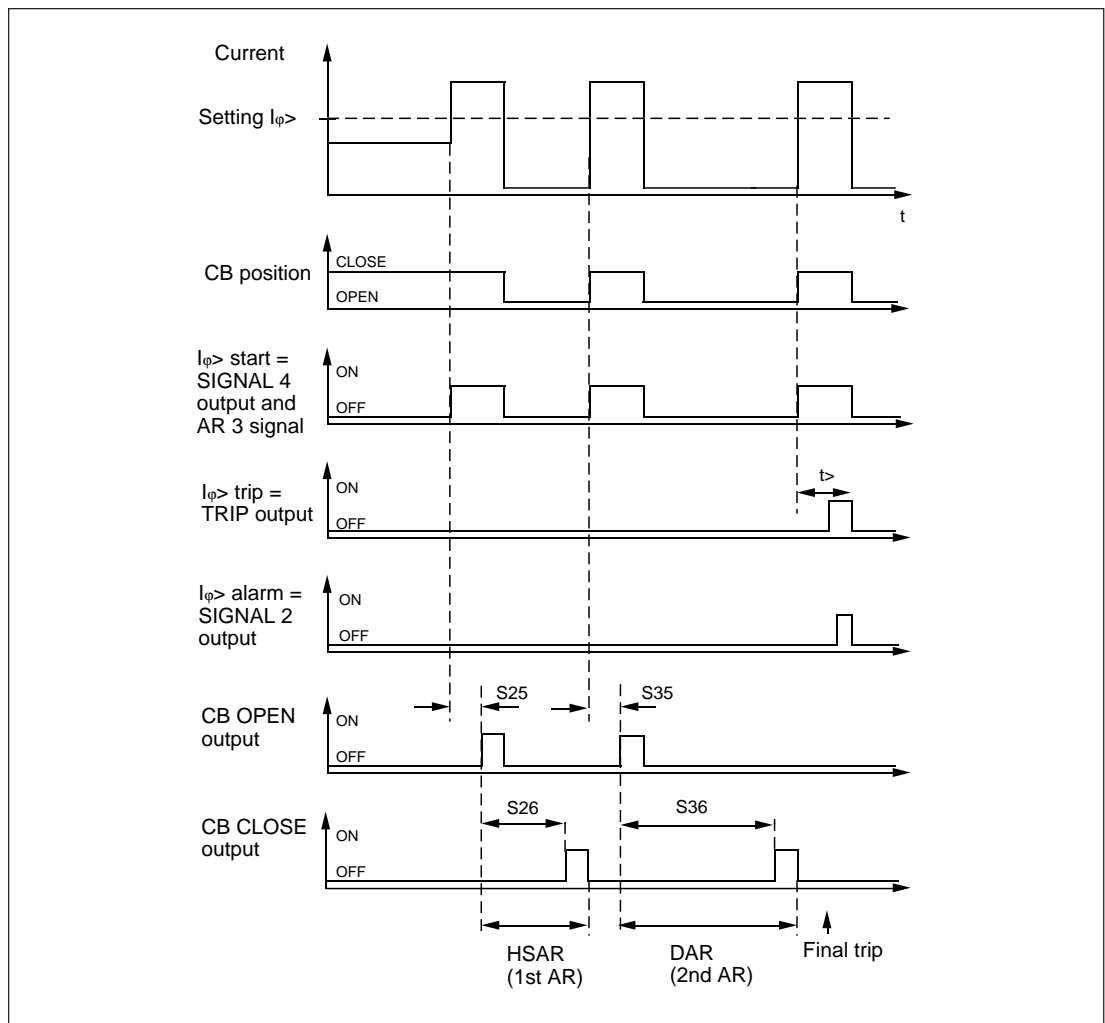 Current
Setting Iφ>
t
CB position
CLOSE
OPEN
Iφ> start =
SIGNAL 4
output and
AR 3 signal
ON
OFF
t>
Iφ> trip =
TRIP output
ON
OFF
Iφ> alarm =
SIGNAL 2
output
ON
OFF
S25
S35
CB OPEN
output
ON
OFF
S26
S36
CB CLOSE
output
ON
OFF
HSAR
(1st AR)
DAR
(2nd AR)
Final trip